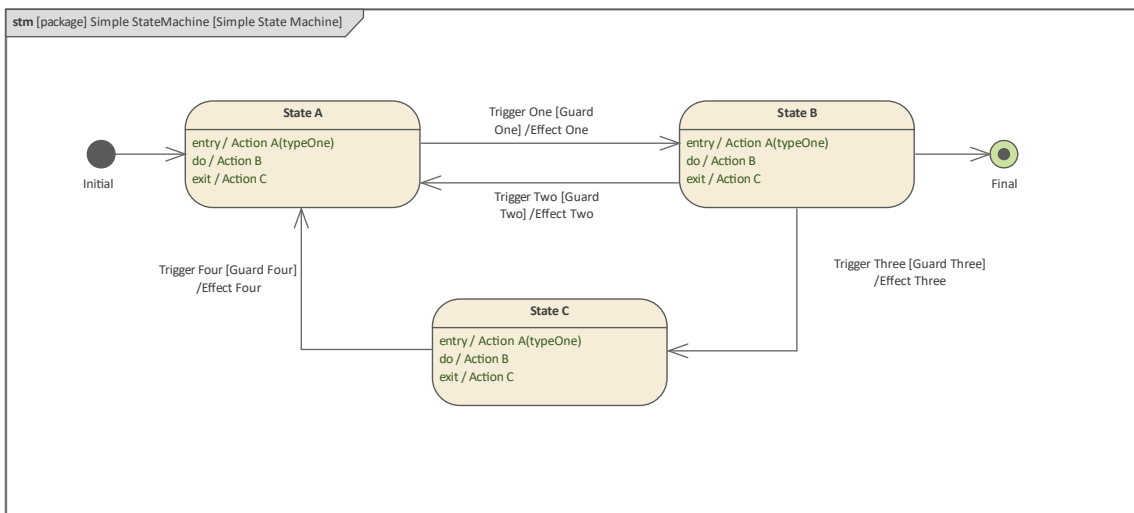 stm [package] Simple StateMachine [Simple State Machine]
State A
entry / Action A(typeOne)
do / Action B
exit / Action C
Trigger One [Guard
One] /Effect One
State B
entry / Action A(typeOne)
do / Action B
exit / Action C
Initial
Final
Trigger Two [Guard
Two] /Effect Two
Trigger Four [Guard Four]
/Effect Four
Trigger Three [Guard Three]
/Effect Three
State C
entry / Action A(typeOne)
do / Action B
exit / Action C